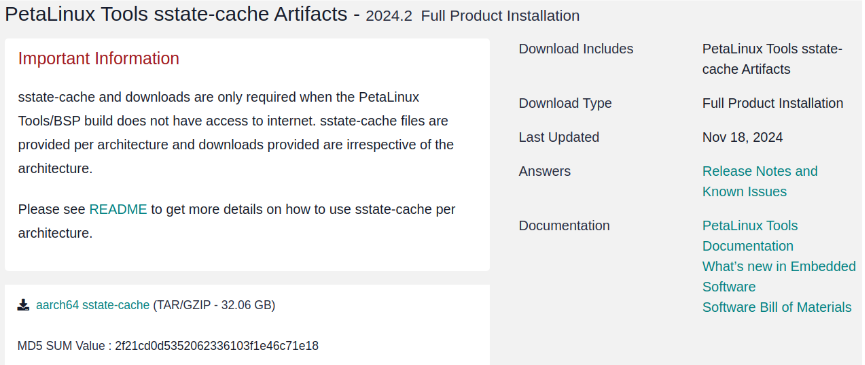 PetaLinux Tools sstate-cache Artifacts - 2024.2 Full Product Installation
Important Information
sstate-cache and downloads are only required when the PetaLinux
Tools/BSP build does not have access to internet. sstate-cache files are
provided per architecture and downloads provided are irrespective of the
architecture.
Please see README to get more details on how to use sstate-cache per
architecture.
aarch64 sstate-cache (TAR/GZIP - 32.06 GB)
MD5 SUM Value : 2f21cd0d5352062336103f1e46c71e18
Download Includes
PetaLinux Tools sstate-
cache Artifacts
Download Type
Full Product Installation
Last Updated
Nov 18, 2024
Answers
Release Notes and
Known Issues
Documentation
PetaLinux Tools
Documentation
What's new in Embedded
Software
Software Bill of Materials